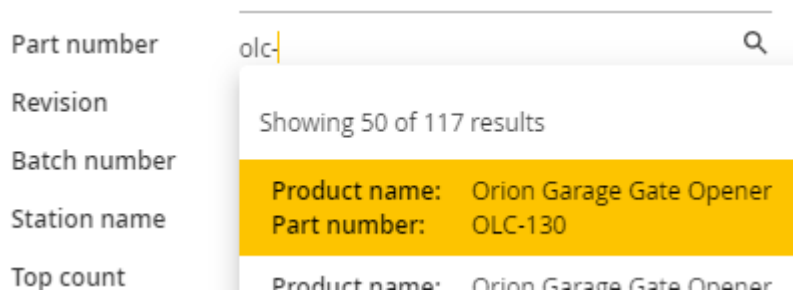 Part number
olc-
Revision
Showing 50 of 117 results
Batch number
Product name: Orion Garage Gate Opener
Part number: OLC-130
Station name
Top count
Product name: Orion Garage Gate Opener